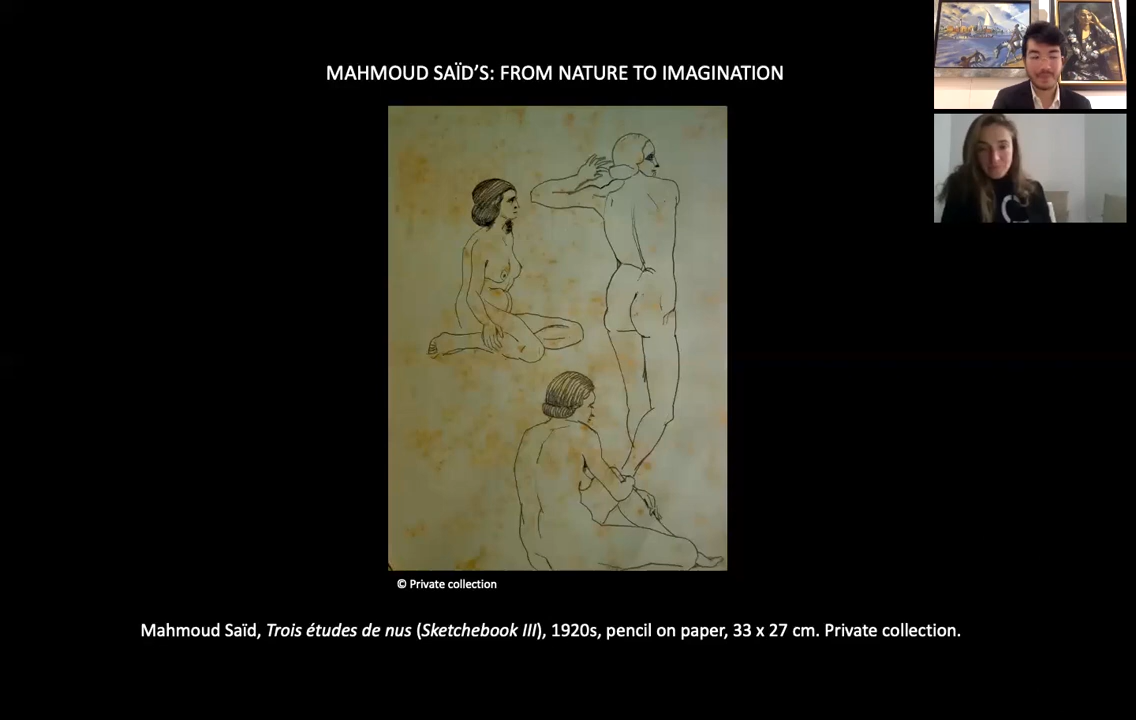 MAHMOUD SAÏD'S: FROM NATURE TO IMAGINATION
© Private collection
Mahmoud Saïd, Trois études de nus (Sketchebook III), 1920s, pencil on paper, 33 x 27 cm. Private collection.